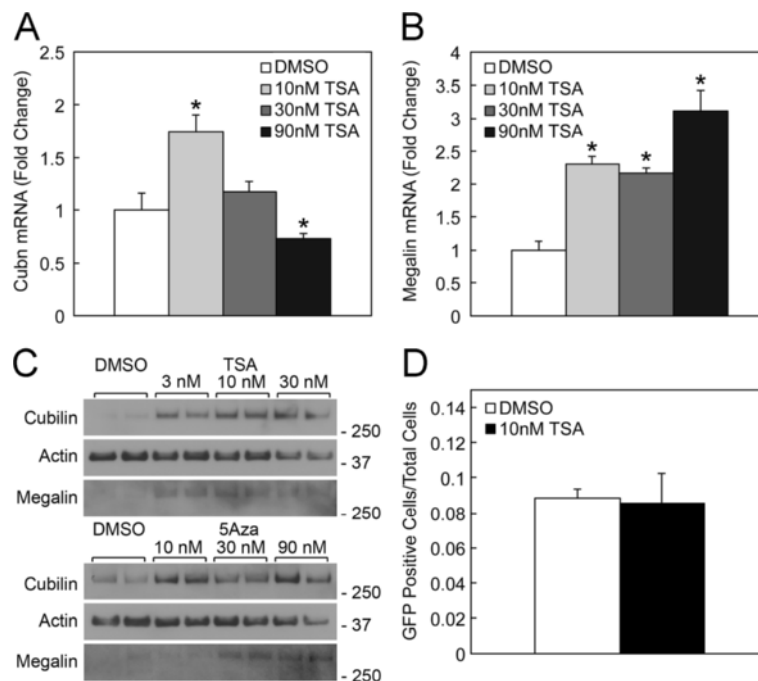 A
Cubn mRNA (Fold Change)
2.5
2
1.5
1
0.5
0
DMSO
10nM TSA
30nM TSA
90nM TSA
*
*
B
Megalin mRNA (Fold Change)
4
3.5
3
2.5
2
1.5
1
0.5
0
DMSO
10nM TSA
30nM TSA
90nM TSA
*
*
*
C
DMSO TSA
3 nM 10 nM 30 nM
Cubilin - 250
Actin - 37
Megalin - 250
DMSO 5Aza
10 nM 30 nM 90 nM
Cubilin - 250
Actin - 37
Megalin - 250
D
GFP Positive Cells/Total Cells
0.14
0.12
0.1
0.08
0.06
0.04
0.02
0
DMSO
10nM TSA